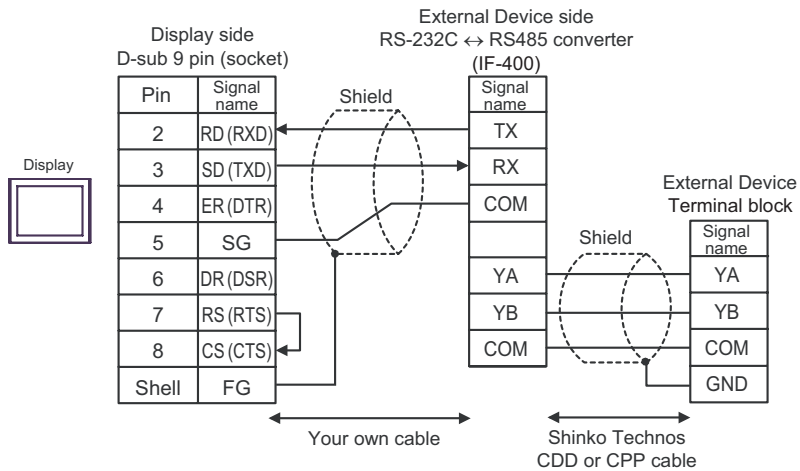 External Device side
RS-232C ↔ RS485 converter
(IF-400)
Display side
D-sub 9 pin (socket)
Display
Pin Signal name
2 RD (RXD)
3 SD (TXD)
4 ER (DTR)
5 SG
6 DR (DSR)
7 RS (RTS)
8 CS (CTS)
Shell FG
Shield
Signal name
TX
RX
COM
YA
YB
COM
Shield
External Device
Terminal block
Signal name
YA
YB
COM
GND
Your own cable
Shinko Technos
CDD or CPP cable